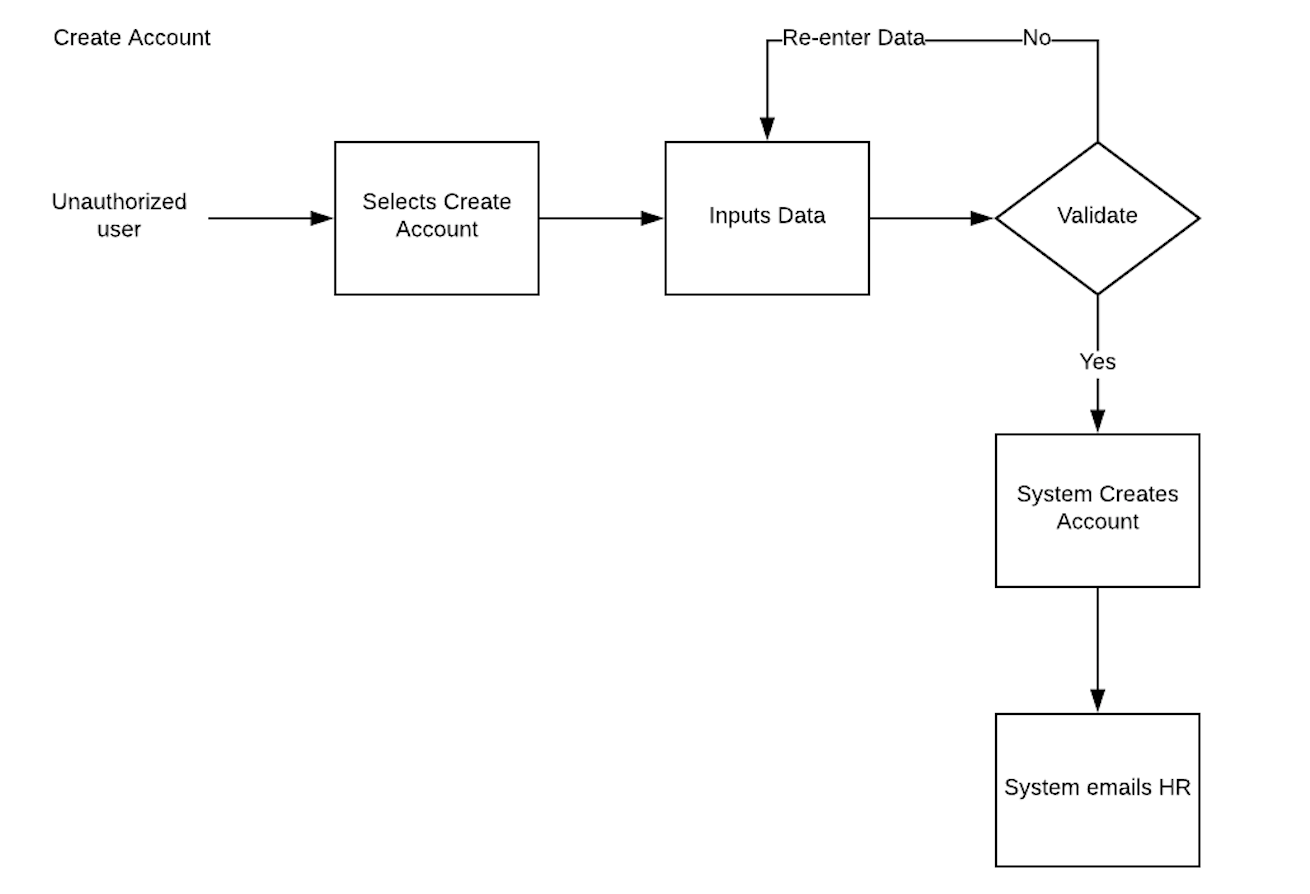 Create Account
Re-enter Data
No
Unauthorized
user
Selects Create
Account
Inputs Data
Validate
Yes
System Creates
Account
System emails HR